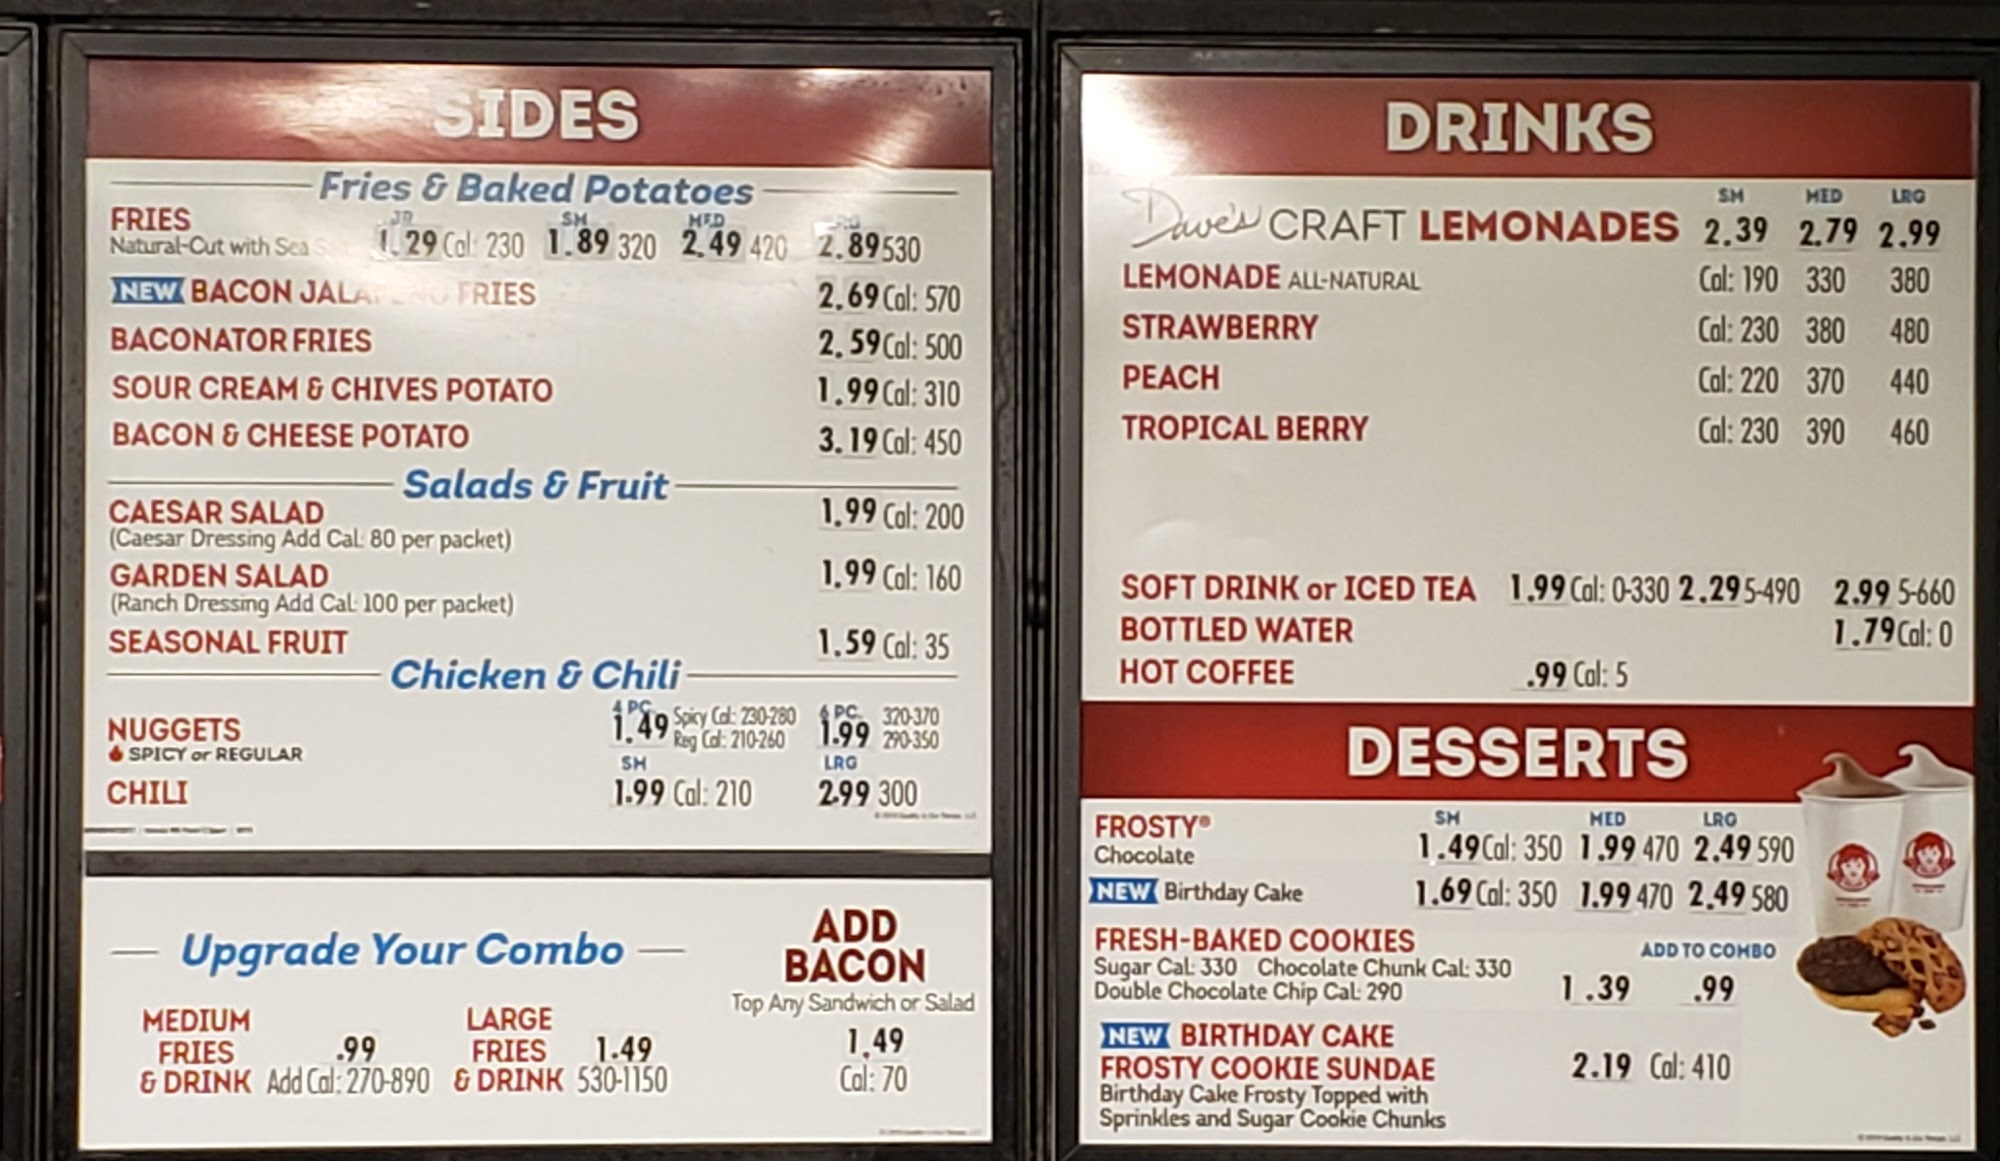 SIDES
Fries & Baked Potatoes
JR SM MED LRG
FRIES
Natural-Cut with Sea 1.29 Cal: 230 1.89 320 2.49 420 2.89 530
NEW BACON FRIES 2.69 Cal: 570
BACONATOR FRIES 2.59 Cal: 500
SOUR CREAM & CHIVES POTATO 1.99 Cal: 310
BACON & CHEESE POTATO 3.19 Cal: 450
Salads & Fruit
CAESAR SALAD 1.99 Cal: 200
(Caesar Dressing Add Cal: 80 per packet)
GARDEN SALAD 1.99 Cal: 160
(Ranch Dressing Add Cal: 100 per packet)
SEASONAL FRUIT 1.59 Cal: 35
Chicken & Chili
4 PC. 6 PC.
NUGGETS 1.49 Spicy Cal: 230-280 1.99 320-370
Reg Cal: 210-260 290-350
SPICY or REGULAR
SM LRG
CHILI 1.99 Cal: 210 2.99 300
Upgrade Your Combo
MEDIUM FRIES & DRINK .99 Add Cal: 270-890
LARGE FRIES & DRINK 1.49 530-1150
ADD
BACON
Top Any Sandwich or Salad
1.49
Cal: 70
DRINKS
SM MED LRG
Dave's CRAFT LEMONADES 2.39 2.79 2.99
LEMONADE ALL-NATURAL Cal: 190 330 380
STRAWBERRY Cal: 230 380 480
PEACH Cal: 220 370 440
TROPICAL BERRY Cal: 230 390 460
SOFT DRINK or ICED TEA 1.99 Cal: 0-330 2.29 5-490 2.99 5-660
BOTTLED WATER 1.79 Cal: 0
HOT COFFEE .99 Cal: 5
DESSERTS
SM MED LRG
FROSTY®
Chocolate 1.49 Cal: 350 1.99 470 2.49 590
NEW Birthday Cake 1.69 Cal: 350 1.99 470 2.49 580
FRESH-BAKED COOKIES ADD TO COMBO
Sugar Cal: 330 Chocolate Chunk Cal: 330
Double Chocolate Chip Cal: 290 1.39 .99
NEW BIRTHDAY CAKE
FROSTY COOKIE SUNDAE 2.19 Cal: 410
Birthday Cake Frosty Topped with
Sprinkles and Sugar Cookie Chunks